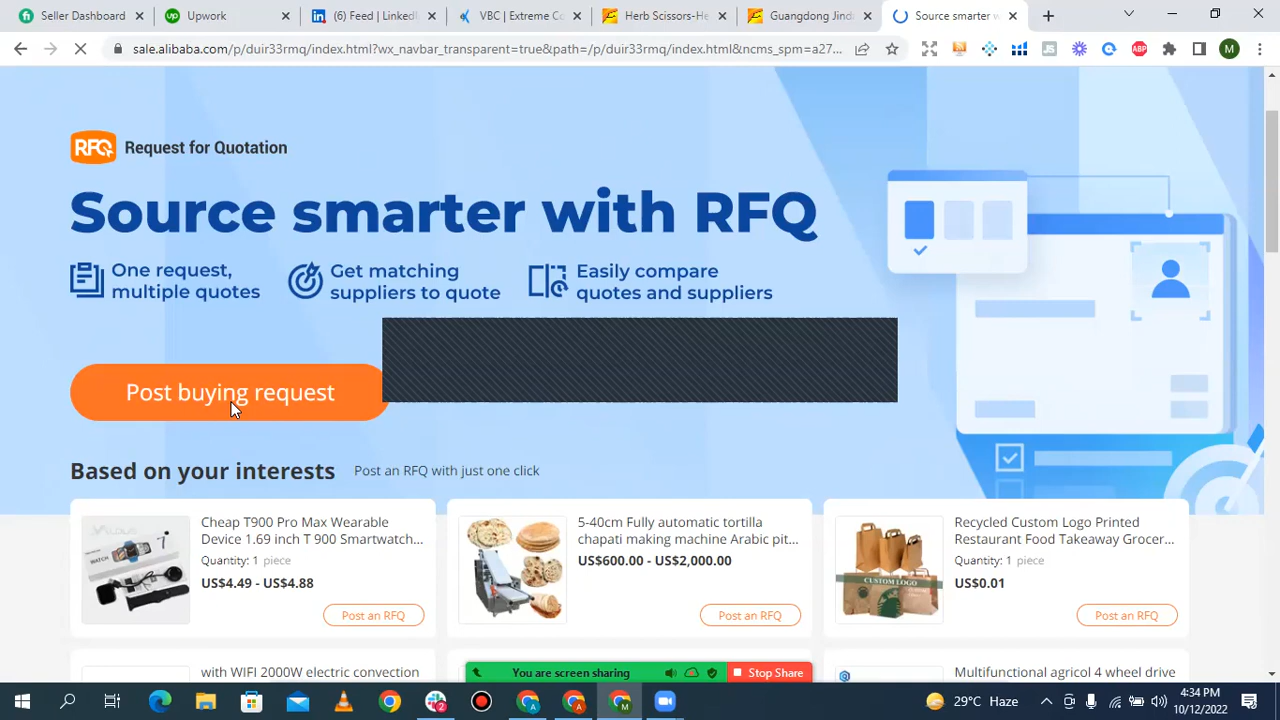 Seller Dashboard
Upwork
(6) Feed | LinkedI
VBC | Extreme Co
Herb Scissors-He
Guangdong Jinda
Source smarter w
sale.alibaba.com/p/duir33rmq/index.html?wx_navbar_transparent=true&path=/p/duir33rmq/index.html&ncms_spm=a27...
JS
ABP
M
RFQ Request for Quotation
Source smarter with RFQ
One request, multiple quotes
Get matching suppliers to quote
Easily compare quotes and suppliers
Post buying request
Based on your interests Post an RFQ with just one click
Cheap T900 Pro Max Wearable
Device 1.69 inch T 900 Smartwatch...
Quantity: 1 piece
US$4.49 - US$4.88
Post an RFQ
5-40cm Fully automatic tortilla
chapati making machine Arabic pit...
US$600.00 - US$2,000.00
Post an RFQ
CUSTOM LOGO
Recycled Custom Logo Printed
Restaurant Food Takeaway Grocer...
US$0.01
Post an RFQ
with WIFI 2000W electric convention
Multifunctional agricol 4 wheel drive
You are screen sharing
Stop Share
29°C Haze
4:34 PM
10/12/2022